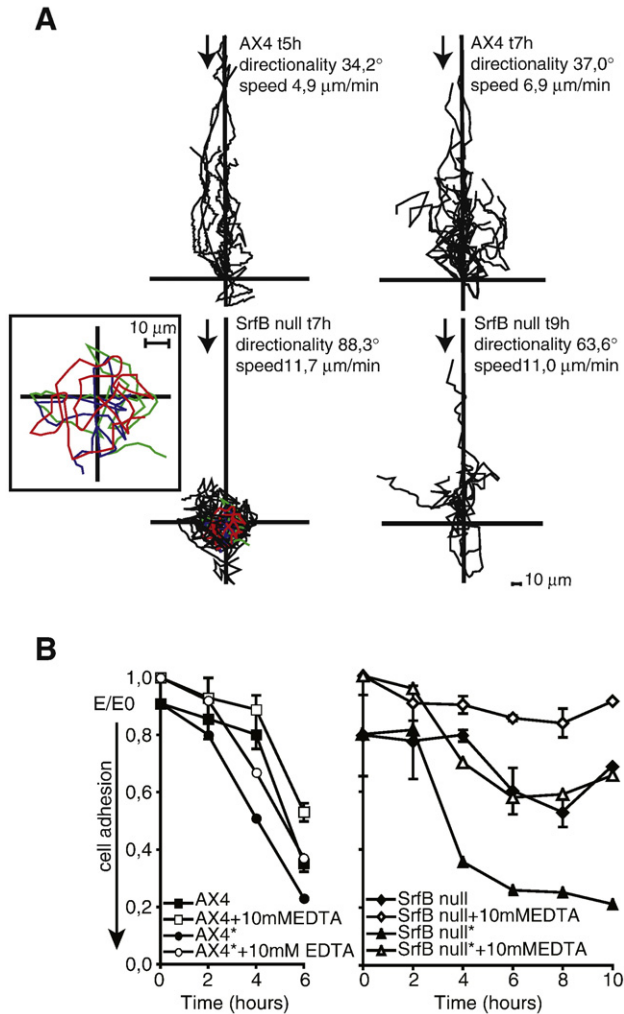 A
AX4 t5h
directionality 34,2°
speed 4,9 μm/min
AX4 t7h
directionality 37,0°
speed 6,9 μm/min
10 μm
SrfB null t7h
directionality 88,3°
speed11,7 μm/min
SrfB null t9h
directionality 63,6°
speed11,0 μm/min
10 μm
B
E/E0
cell adhesion
1,0
0,8
0,6
0,4
0,2
0,0
AX4
AX4+10mMEDTA
AX4*
AX4*+10mM EDTA
0 2 4 6
Time (hours)
SrfB null
SrfB null+10mMEDTA
SrfB null*
SrfB null*+10mMEDTA
0 2 4 6 8 10
Time (hours)